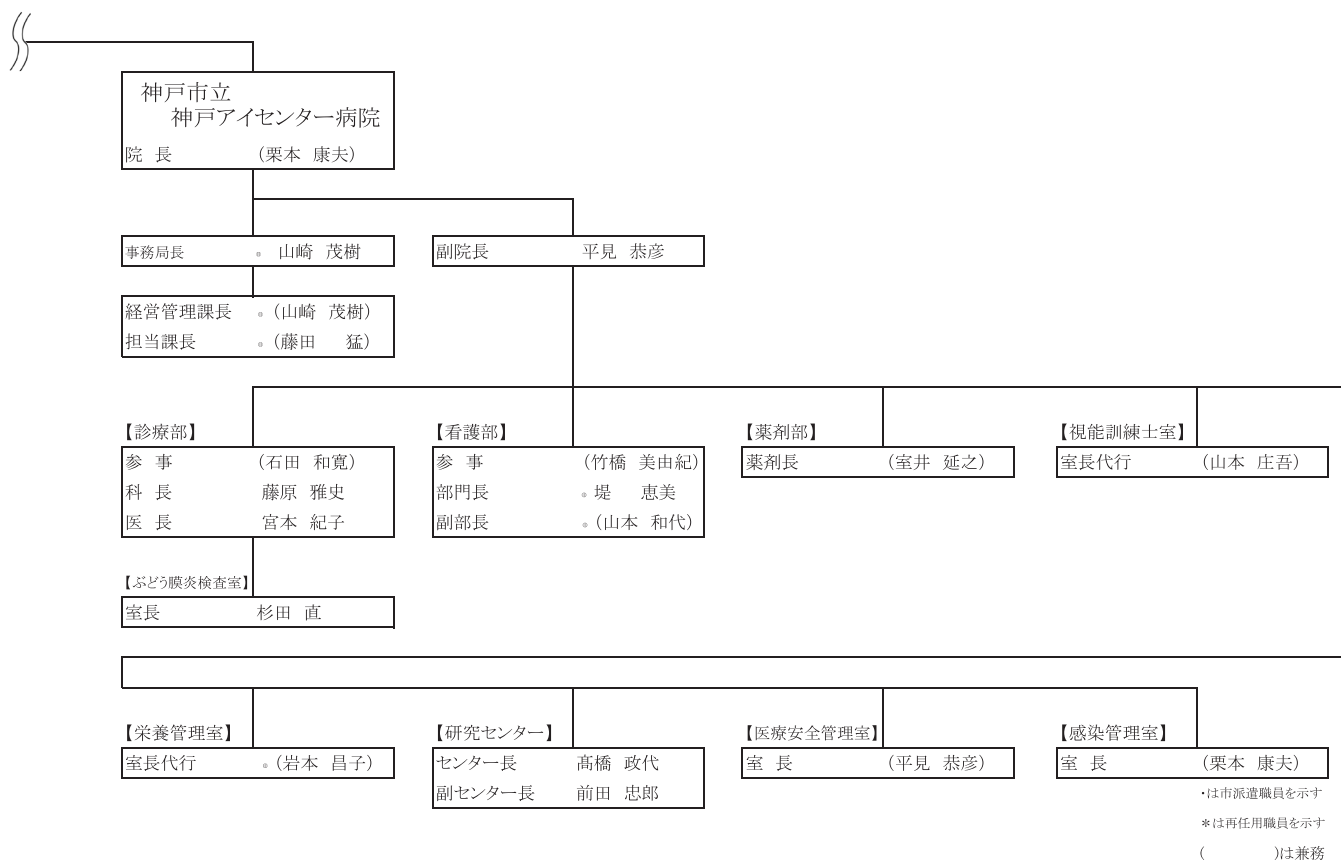 神戸市立
神戸アイセンター病院
院 長 （栗本 康夫）
事務局長 ・ 山崎 茂樹
副院長 平見 恭彦
経営管理課長 ・（山崎 茂樹）
担当課長 ・（藤田 猛）
【診療部】
参 事 （石田 和寛）
科 長 藤原 雅史
医 長 宮本 紀子
【看護部】
参 事 （竹橋 美由紀）
部門長 ・堤 恵美
副部長 ・（山本 和代）
【薬剤部】
薬剤長 （室井 延之）
【視能訓練士室】
室長代行 （山本 庄吾）
【ぶどう膜炎検査室】
室長 杉田 直
【栄養管理室】
室長代行 ・（岩本 昌子）
【研究センター】
センター長 髙橋 政代
副センター長 前田 忠郎
【医療安全管理室】
室 長 （平見 恭彦）
【感染管理室】
室 長 （栗本 康夫）
・は市派遣職員を示す
＊は再任用職員を示す
（ ）は兼務